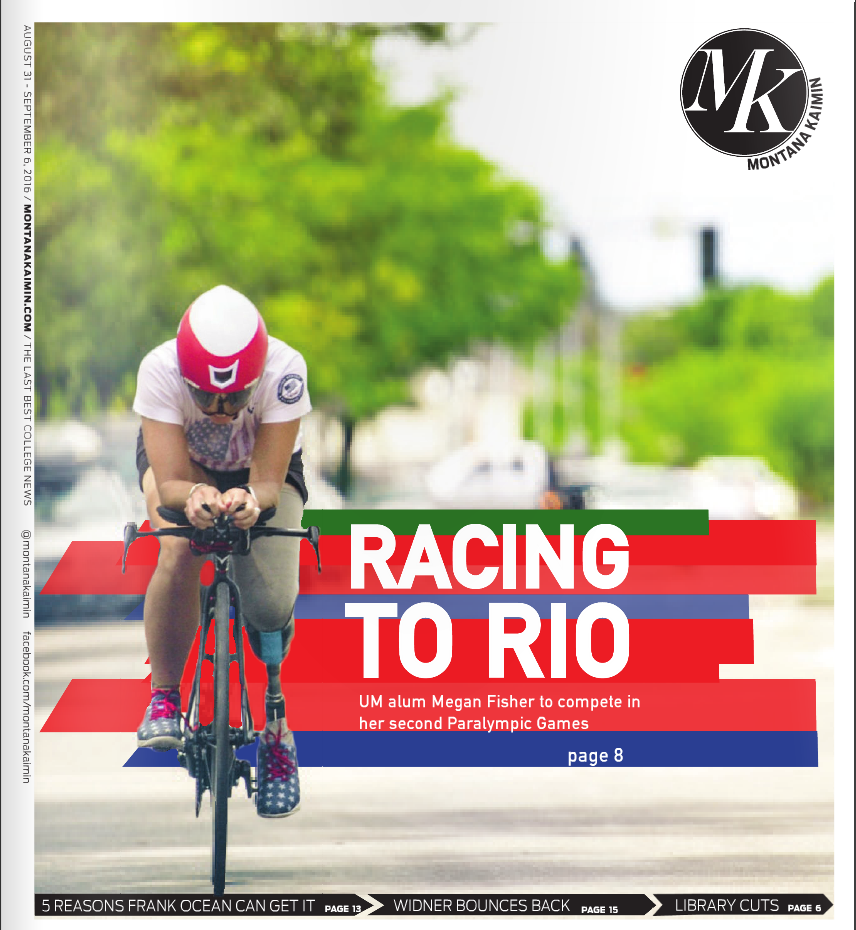 AUGUST 31 - SEPTEMBER 6, 2016 / MONTANAKAIMIN.COM / THE LAST BEST COLLEGE NEWS @montanakaimin facebook.com/montanakaimin
MK
MONTANA KAIMIN
RACING
TO RIO
UM alum Megan Fisher to compete in
her second Paralympic Games
page 8
5 REASONS FRANK OCEAN CAN GET IT PAGE 13 WIDNER BOUNCES BACK PAGE 15 LIBRARY CUTS PAGE 6